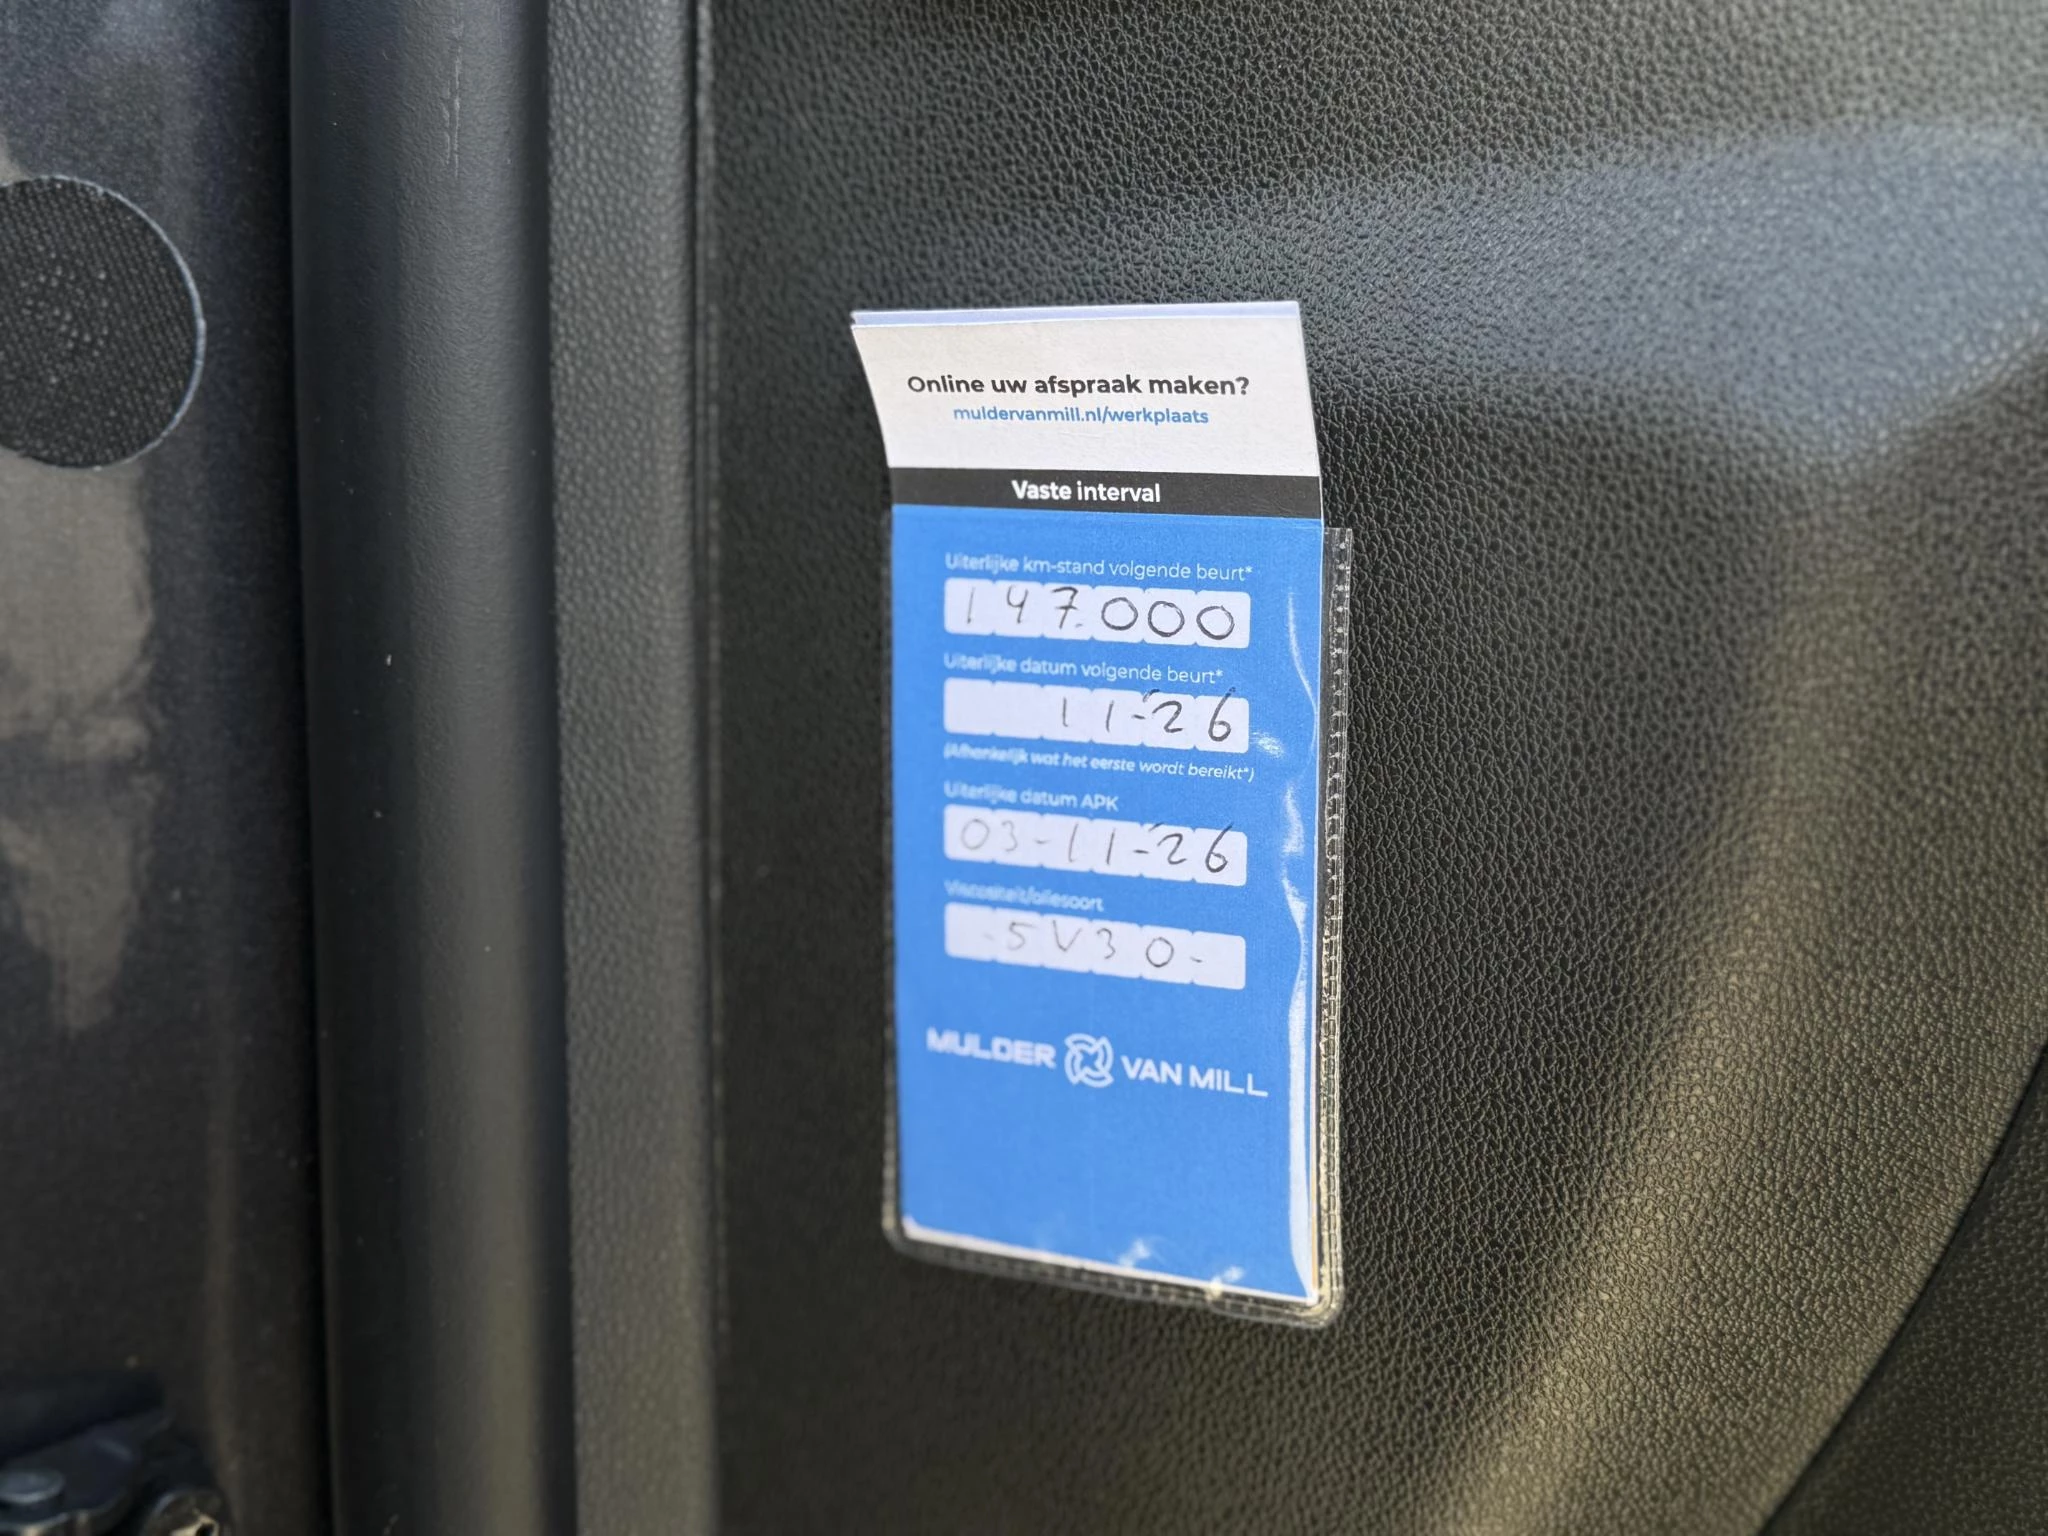 Online uw afspraak maken?
muldervanmill.nl/werkplaats
Vaste interval
Uiterlijke km-stand volgende beurt*
147.000
Uiterlijke datum volgende beurt*
11-26
(Afhankelijk wat het eerste wordt bereikt*)
Uiterlijke datum APK
03-11-26
Viscositeit/oliesoort
-5V30-
MULDER VAN MILL